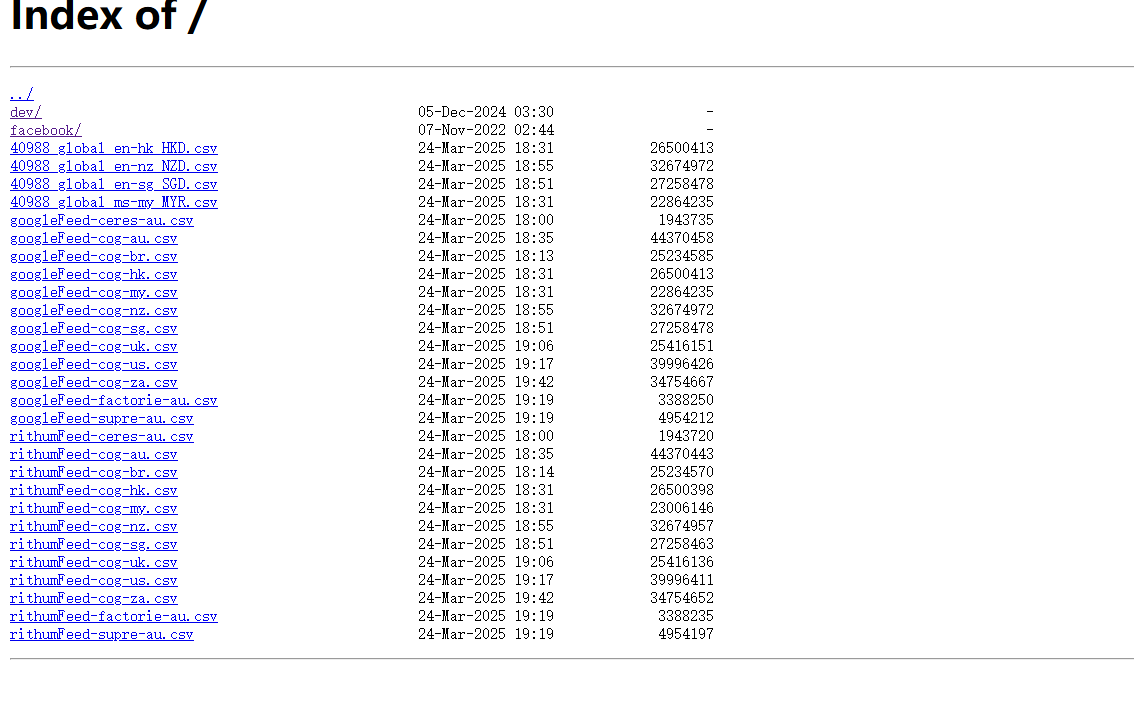 Index of /
../
dev/ 05-Dec-2024 03:30 -
facebook/ 07-Nov-2022 02:44 -
40988_global_en-hk_HKD.csv 24-Mar-2025 18:31 26500413
40988_global_en-nz_NZD.csv 24-Mar-2025 18:55 32674972
40988_global_en-sg_SGD.csv 24-Mar-2025 18:51 27258478
40988_global_ms-my_MYR.csv 24-Mar-2025 18:31 22864235
googleFeed-ceres-au.csv 24-Mar-2025 18:00 1943735
googleFeed-cog-au.csv 24-Mar-2025 18:35 44370458
googleFeed-cog-br.csv 24-Mar-2025 18:13 25234585
googleFeed-cog-hk.csv 24-Mar-2025 18:31 26500413
googleFeed-cog-my.csv 24-Mar-2025 18:31 22864235
googleFeed-cog-nz.csv 24-Mar-2025 18:55 32674972
googleFeed-cog-sg.csv 24-Mar-2025 18:51 27258478
googleFeed-cog-uk.csv 24-Mar-2025 19:06 25416151
googleFeed-cog-us.csv 24-Mar-2025 19:17 39996426
googleFeed-cog-za.csv 24-Mar-2025 19:42 34754667
googleFeed-factorie-au.csv 24-Mar-2025 19:19 3388250
googleFeed-supre-au.csv 24-Mar-2025 19:19 4954212
rithumFeed-ceres-au.csv 24-Mar-2025 18:00 1943720
rithumFeed-cog-au.csv 24-Mar-2025 18:35 44370443
rithumFeed-cog-br.csv 24-Mar-2025 18:14 25234570
rithumFeed-cog-hk.csv 24-Mar-2025 18:31 26500398
rithumFeed-cog-my.csv 24-Mar-2025 18:31 23006146
rithumFeed-cog-nz.csv 24-Mar-2025 18:55 32674957
rithumFeed-cog-sg.csv 24-Mar-2025 18:51 27258463
rithumFeed-cog-uk.csv 24-Mar-2025 19:06 25416136
rithumFeed-cog-us.csv 24-Mar-2025 19:17 39996411
rithumFeed-cog-za.csv 24-Mar-2025 19:42 34754652
rithumFeed-factorie-au.csv 24-Mar-2025 19:19 3388235
rithumFeed-supre-au.csv 24-Mar-2025 19:19 4954197